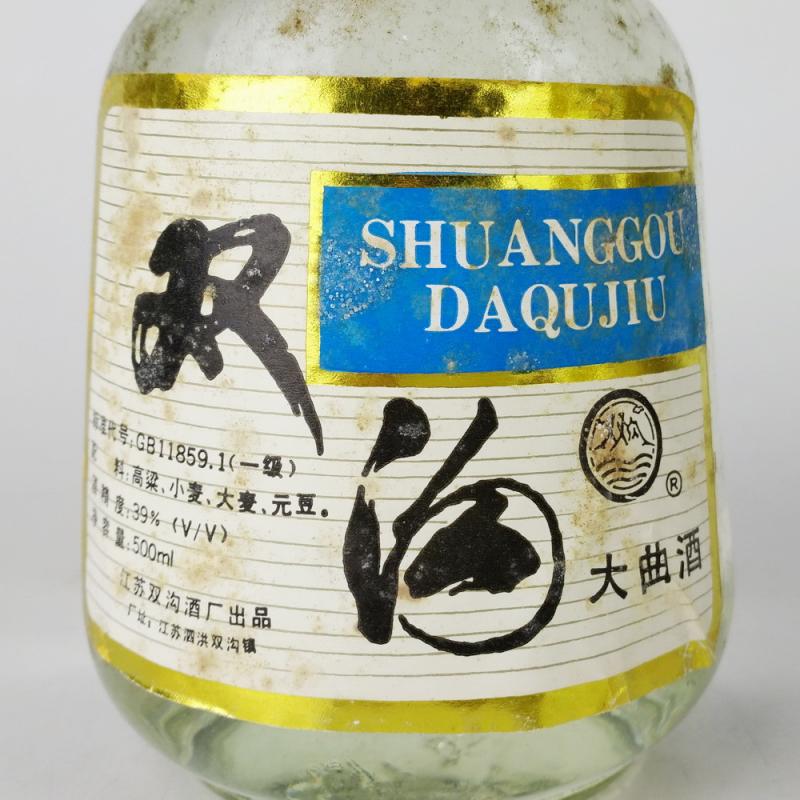 双沟
SHUANGGOU
DAQUJIU
®
大曲酒
标准代号:GB11859.1(一级)
配 料:高粱、小麦、大麦、元豆。
酒精度:39% (V/V)
净容量:500ml
江苏双沟酒厂出品
厂址:江苏泗洪双沟镇